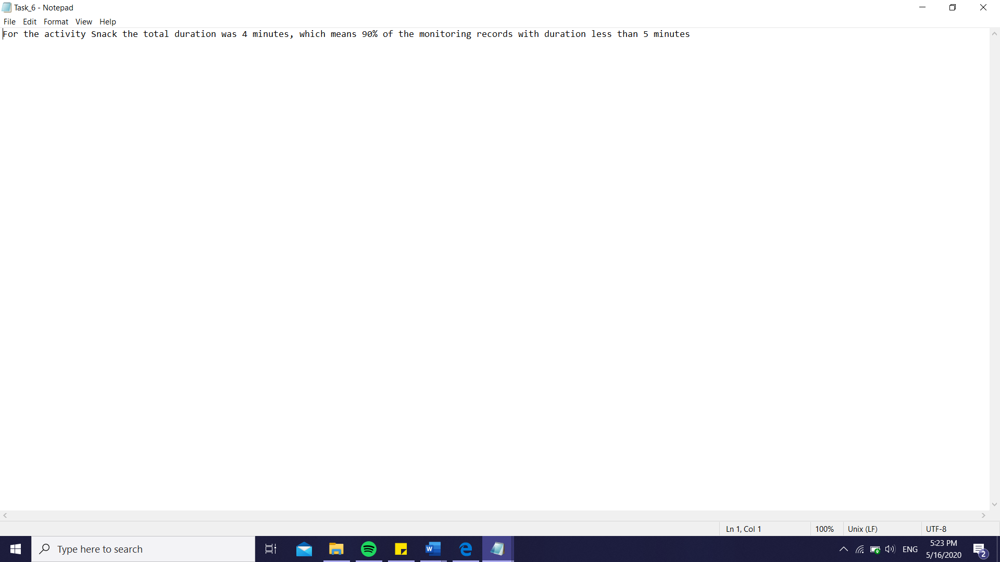 Task_6 - Notepad
File Edit Format View Help
For the activity Snack the total duration was 4 minutes, which means 90% of the monitoring records with duration less than 5 minutes
Ln 1, Col 1 100% Unix (LF) UTF-8
Type here to search
W
ENG
5:23 PM
5/16/2020
2